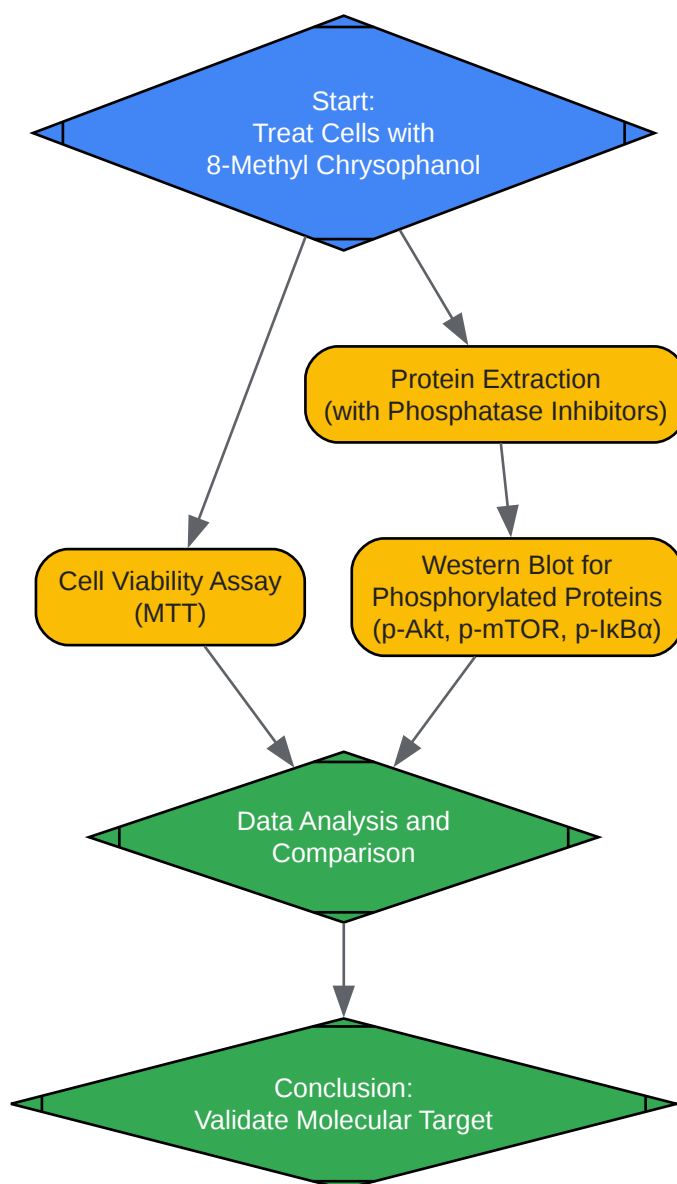 Start:
Treat Cells with
8-Methyl Chrysophanol
Protein Extraction
(with Phosphatase Inhibitors)
Cell Viability Assay
(MTT)
Western Blot for
Phosphorylated Proteins
(p-Akt, p-mTOR, p-IκBα)
Data Analysis and
Comparison
Conclusion:
Validate Molecular Target